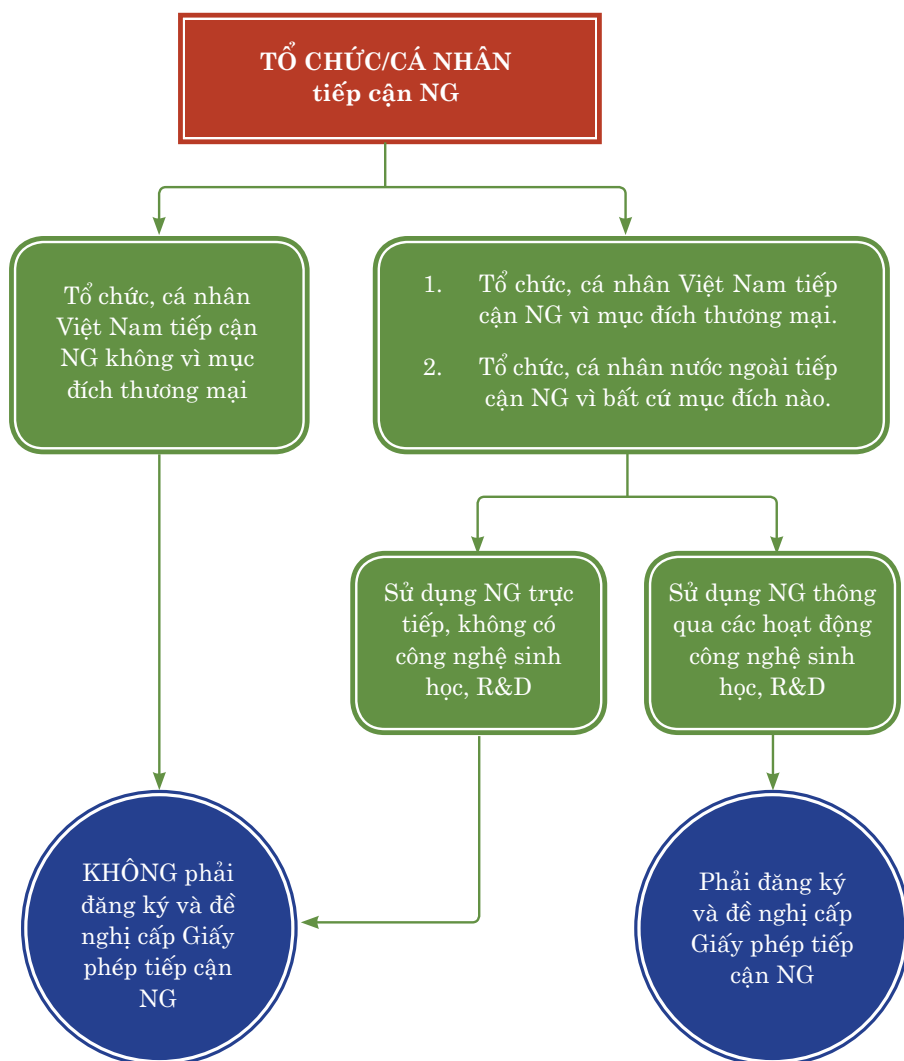 TỔ CHỨC/CÁ NHÂN
tiếp cận NG
Tổ chức, cá nhân
Việt Nam tiếp cận
NG không vì mục
đích thương mại
1. Tổ chức, cá nhân Việt Nam tiếp
cận NG vì mục đích thương mại.
2. Tổ chức, cá nhân nước ngoài tiếp
cận NG vì bất cứ mục đích nào.
Sử dụng NG trực
tiếp, không có
công nghệ sinh
học, R&D
Sử dụng NG thông
qua các hoạt động
công nghệ sinh
học, R&D
KHÔNG phải
đăng ký và đề
nghị cấp Giấy
phép tiếp cận
NG
Phải đăng ký
và đề nghị cấp
Giấy phép tiếp
cận NG